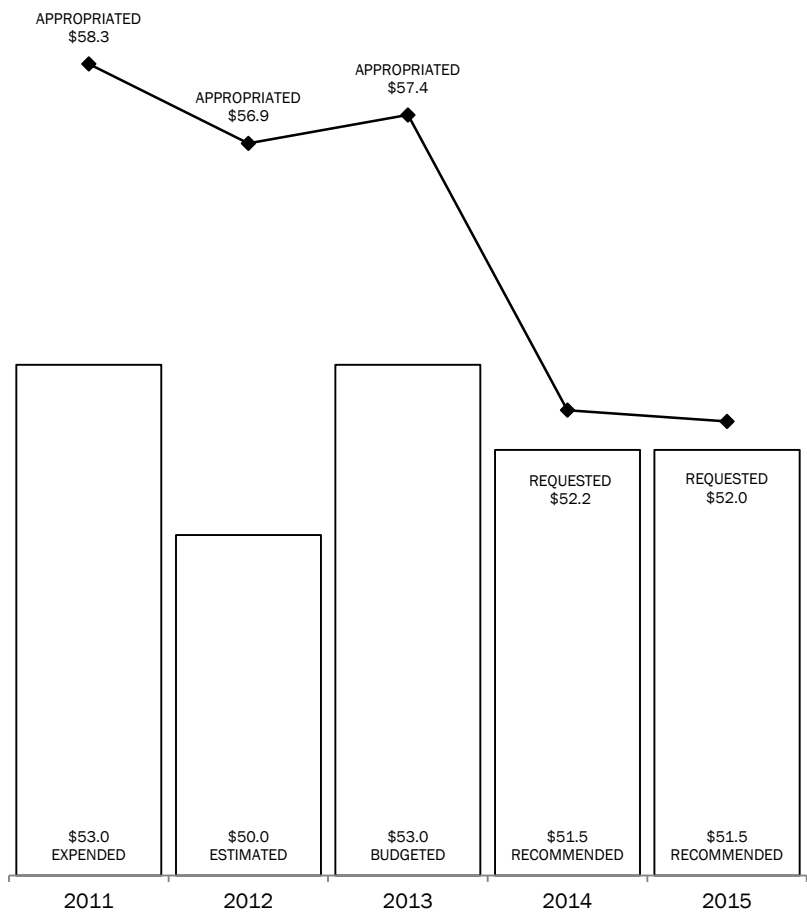 APPROPRIATED
$58.3
APPROPRIATED
$56.9
APPROPRIATED
$57.4
REQUESTED
$52.2
REQUESTED
$52.0
$53.0
EXPENDED
$50.0
ESTIMATED
$53.0
BUDGETED
$51.5
RECOMMENDED
$51.5
RECOMMENDED
2011
2012
2013
2014
2015